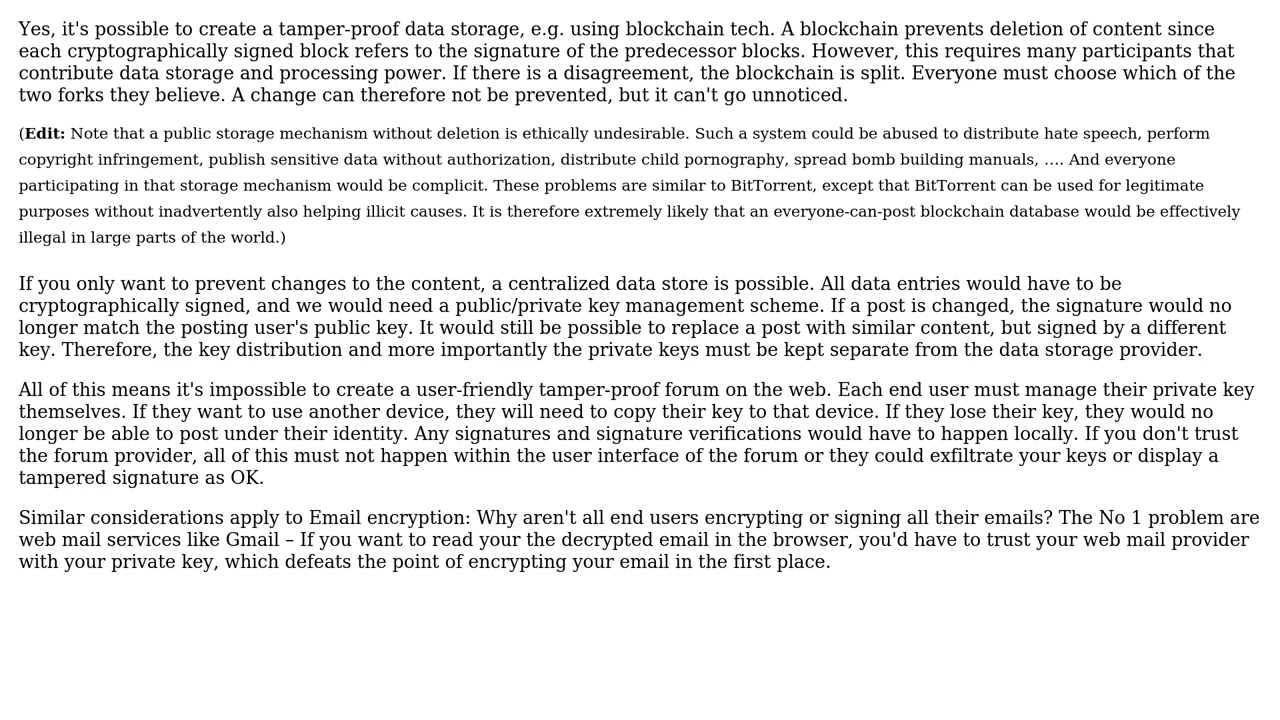 Yes, it's possible to create a tamper-proof data storage, e.g. using blockchain tech. A blockchain prevents deletion of content since
each cryptographically signed block refers to the signature of the predecessor blocks. However, this requires many participants that
contribute data storage and processing power. If there is a disagreement, the blockchain is split. Everyone must choose which of the
two forks they believe. A change can therefore not be prevented, but it can't go unnoticed.
(Edit: Note that a public storage mechanism without deletion is ethically undesirable. Such a system could be abused to distribute hate speech, perform
copyright infringement, publish sensitive data without authorization, distribute child pornography, spread bomb building manuals, …. And everyone
participating in that storage mechanism would be complicit. These problems are similar to BitTorrent, except that BitTorrent can be used for legitimate
purposes without inadvertently also helping illicit causes. It is therefore extremely likely that an everyone-can-post blockchain database would be effectively
illegal in large parts of the world.)
If you only want to prevent changes to the content, a centralized data store is possible. All data entries would have to be
cryptographically signed, and we would need a public/private key management scheme. If a post is changed, the signature would no
longer match the posting user's public key. It would still be possible to replace a post with similar content, but signed by a different
key. Therefore, the key distribution and more importantly the private keys must be kept separate from the data storage provider.
All of this means it's impossible to create a user-friendly tamper-proof forum on the web. Each end user must manage their private key
themselves. If they want to use another device, they will need to copy their key to that device. If they lose their key, they would no
longer be able to post under their identity. Any signatures and signature verifications would have to happen locally. If you don't trust
the forum provider, all of this must not happen within the user interface of the forum or they could exfiltrate your keys or display a
tampered signature as OK.
Similar considerations apply to Email encryption: Why aren't all end users encrypting or signing all their emails? The No 1 problem are
web mail services like Gmail – If you want to read your the decrypted email in the browser, you'd have to trust your web mail provider
with your private key, which defeats the point of encrypting your email in the first place.